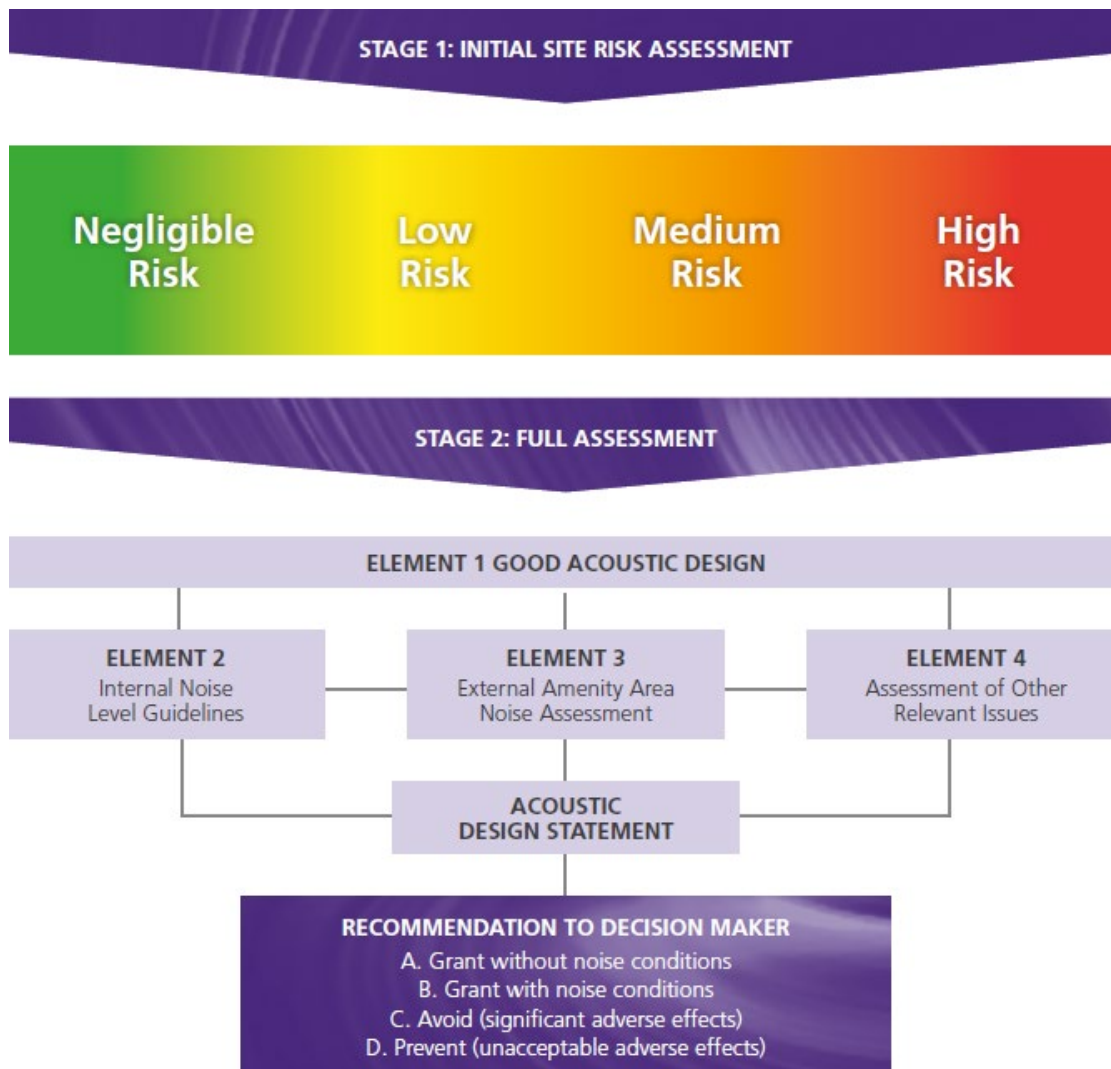 STAGE 1: INITIAL SITE RISK ASSESSMENT
Negligible
Risk
Low
Risk
Medium
Risk
High
Risk
STAGE 2: FULL ASSESSMENT
ELEMENT 1 GOOD ACOUSTIC DESIGN
ELEMENT 2
Internal Noise
Level Guidelines
ELEMENT 3
External Amenity Area
Noise Assessment
ELEMENT 4
Assessment of Other
Relevant Issues
ACOUSTIC
DESIGN STATEMENT
RECOMMENDATION TO DECISION MAKER
A. Grant without noise conditions
B. Grant with noise conditions
C. Avoid (significant adverse effects)
D. Prevent (unacceptable adverse effects)